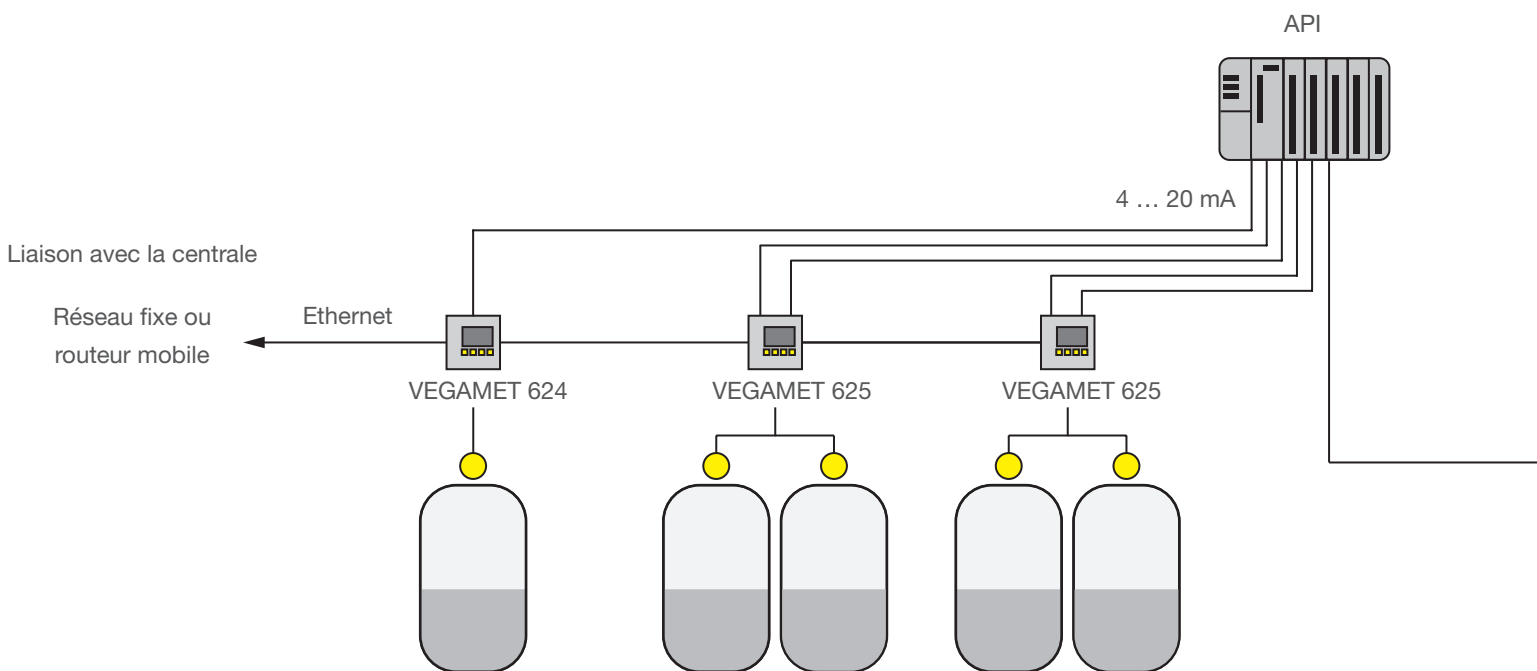 API
4 … 20 mA
Liaison avec la centrale
Réseau fixe ou
routeur mobile
Ethernet
VEGAMET 624
VEGAMET 625
VEGAMET 625